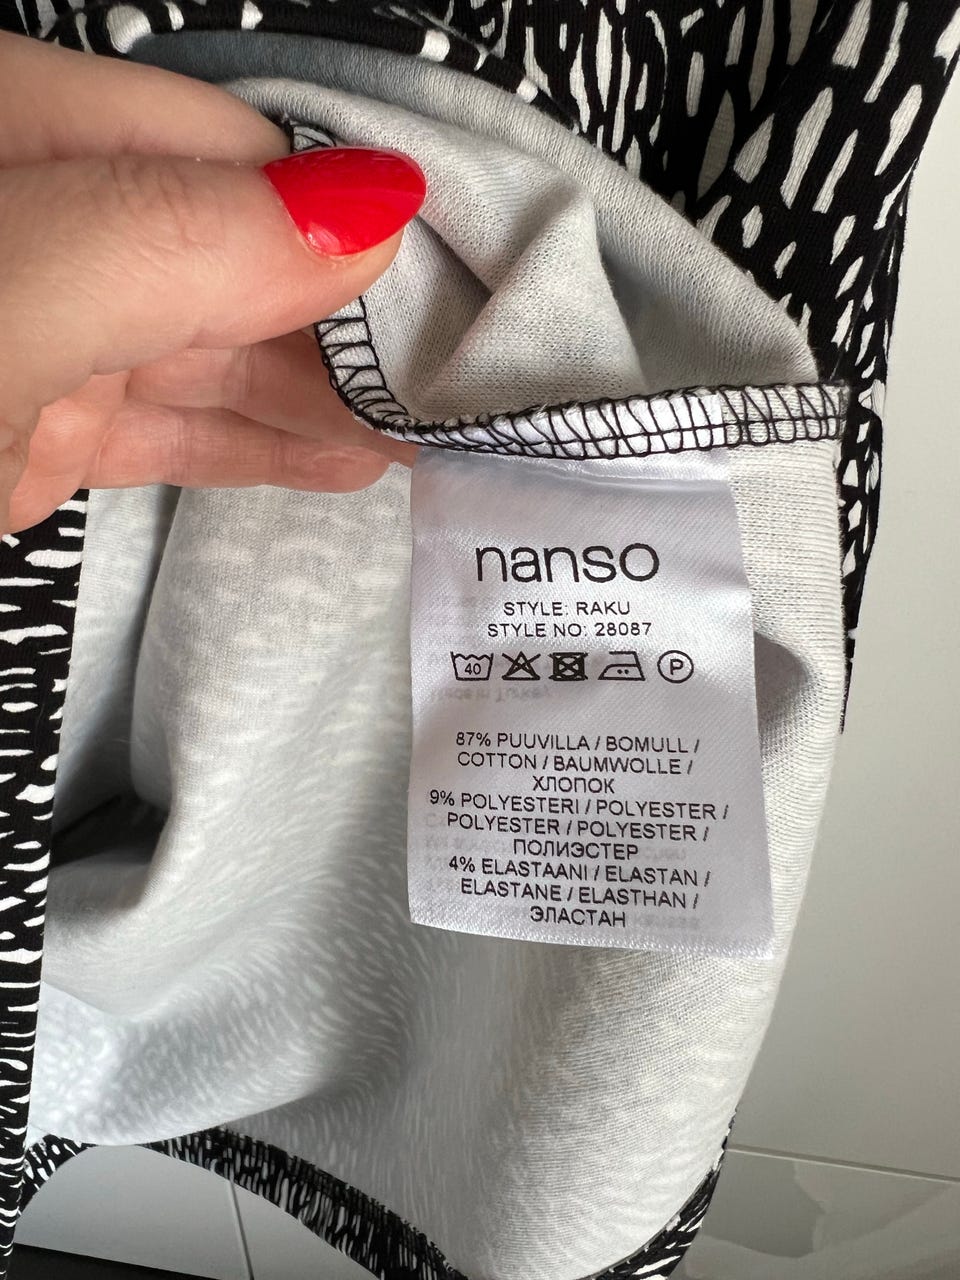 nanso
STYLE: RAKU
STYLE NO: 28087
40 P
87% PUUVILLA / BOMULL /
COTTON / BAUMWOLLE /
ХЛОПОК
9% POLYESTERI / POLYESTER /
POLYESTER / POLYESTER /
ПОЛИЭСТЕР
4% ELASTAANI / ELASTAN /
ELASTANE / ELASTHAN /
ЭЛАСТАН